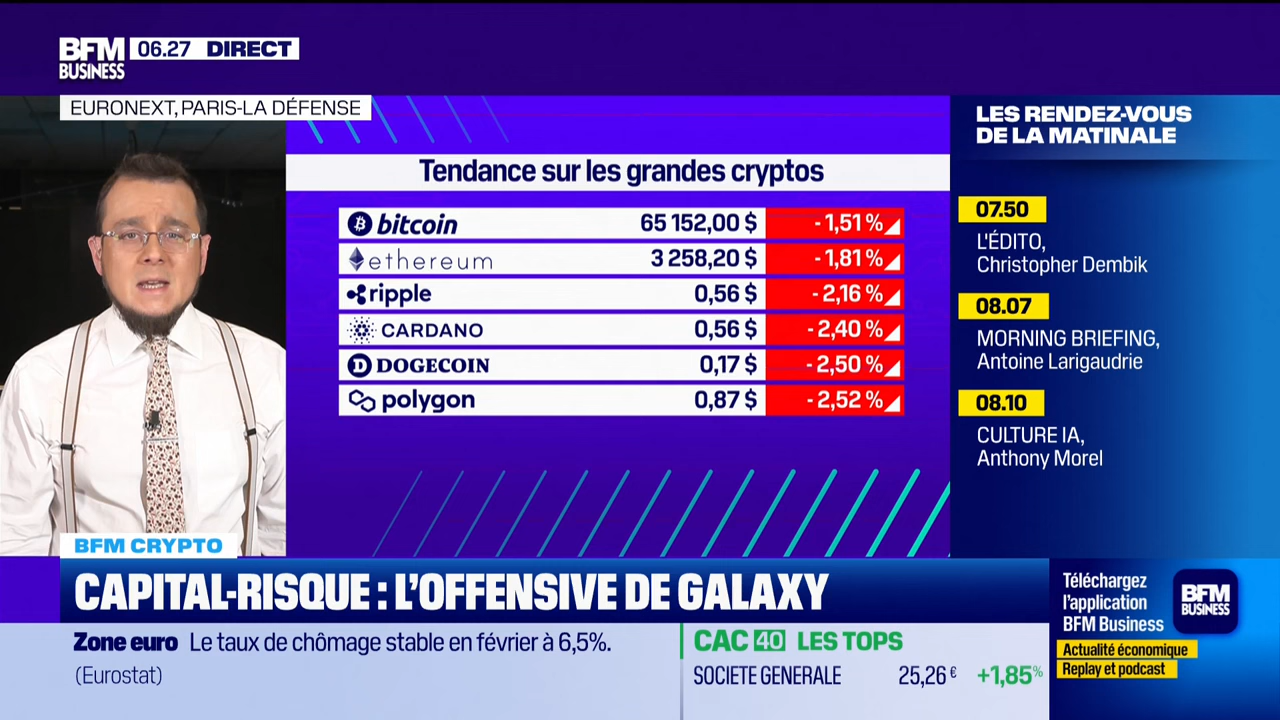 BFM
BUSINESS
06.27 DIRECT
EURONEXT, PARIS-LA DÉFENSE
Tendance sur les grandes cryptos
bitcoin 65 152,00 $ - 1,51 %
ethereum 3 258,20 $ - 1,81 %
ripple 0,56 $ - 2,16 %
CARDANO 0,56 $ - 2,40 %
DOGECOIN 0,17 $ - 2,50 %
polygon 0,87 $ - 2,52 %
LES RENDEZ-VOUS
DE LA MATINALE
07.50
L'ÉDITO,
Christopher Dembik
08.07
MORNING BRIEFING,
Antoine Larigaudrie
08.10
CULTURE IA,
Anthony Morel
BFM CRYPTO
CAPITAL-RISQUE : L'OFFENSIVE DE GALAXY
Zone euro Le taux de chômage stable en février à 6,5%.
(Eurostat)
CAC 40 LES TOPS
SOCIETE GENERALE 25,26 € +1,85%
Téléchargez
l'application
BFM Business
BFM
BUSINESS
Actualité économique
Replay et podcast